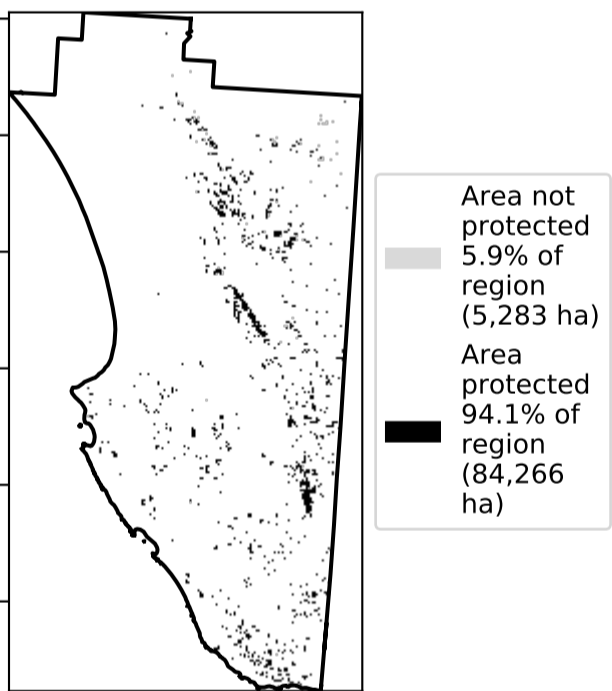 Area not
protected
5.9% of
region
(5,283 ha)
Area
protected
94.1% of
region
(84,266
ha)